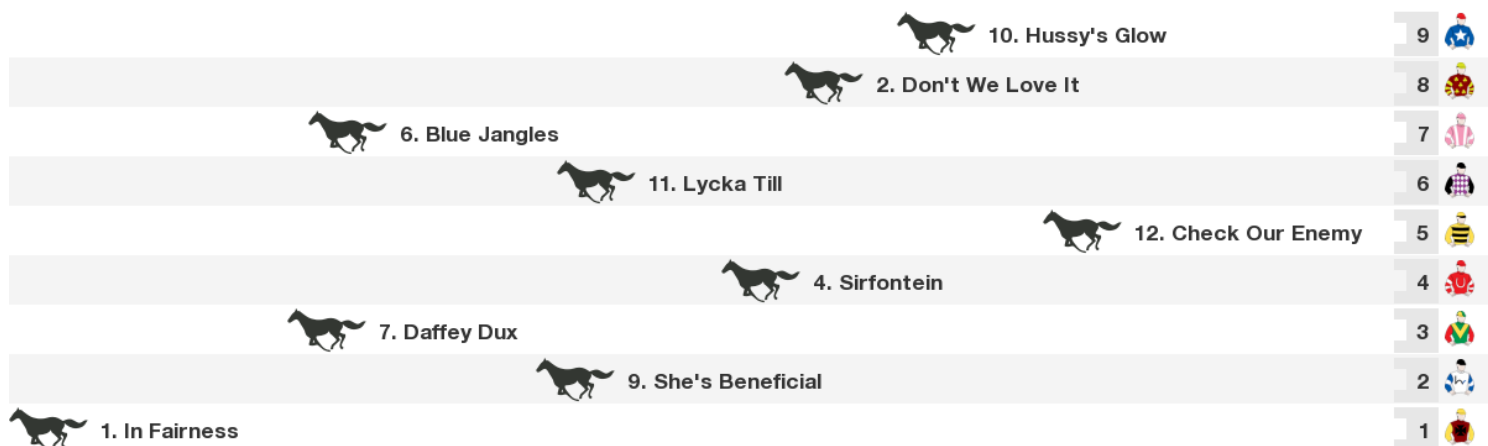 10. Hussy's Glow 9
2. Don't We Love It 8
6. Blue Jangles 7
11. Lycka Till 6
12. Check Our Enemy 5
4. Sirfontein 4
7. Daffey Dux 3
9. She's Beneficial 2
1. In Fairness 1